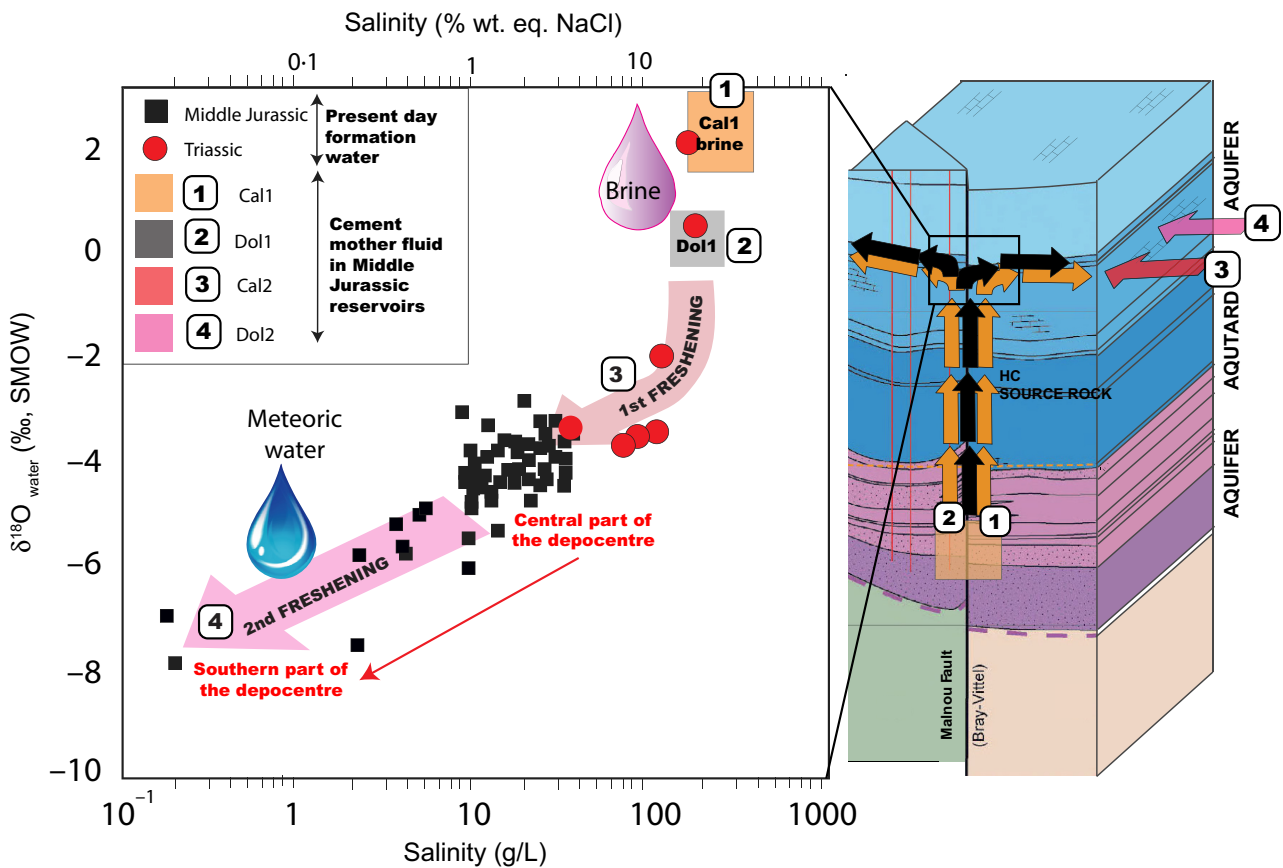 Salinity (% wt. eq. NaCl)
0·1
1
10
Middle Jurassic
Triassic
Present day
formation
water
1
Cal1
2
Dol1
3
Cal2
4
Dol2
Cement
mother fluid
in Middle
Jurassic
reservoirs
1
Cal1
brine
Brine
Dol1
2
3
1st FRESHENING
Meteoric
water
Central part of
the depocentre
2nd FRESHENING
4
Southern part of
the depocentre
δ18O water (‰, SMOW)
2
0
−2
−4
−6
−8
−10
10−1
1
10
100
1000
Salinity (g/L)
AQUIFER
4
3
AQUTARD
HC
SOURCE ROCK
AQUIFER
2
1
Malnou Fault
(Bray-Vittel)